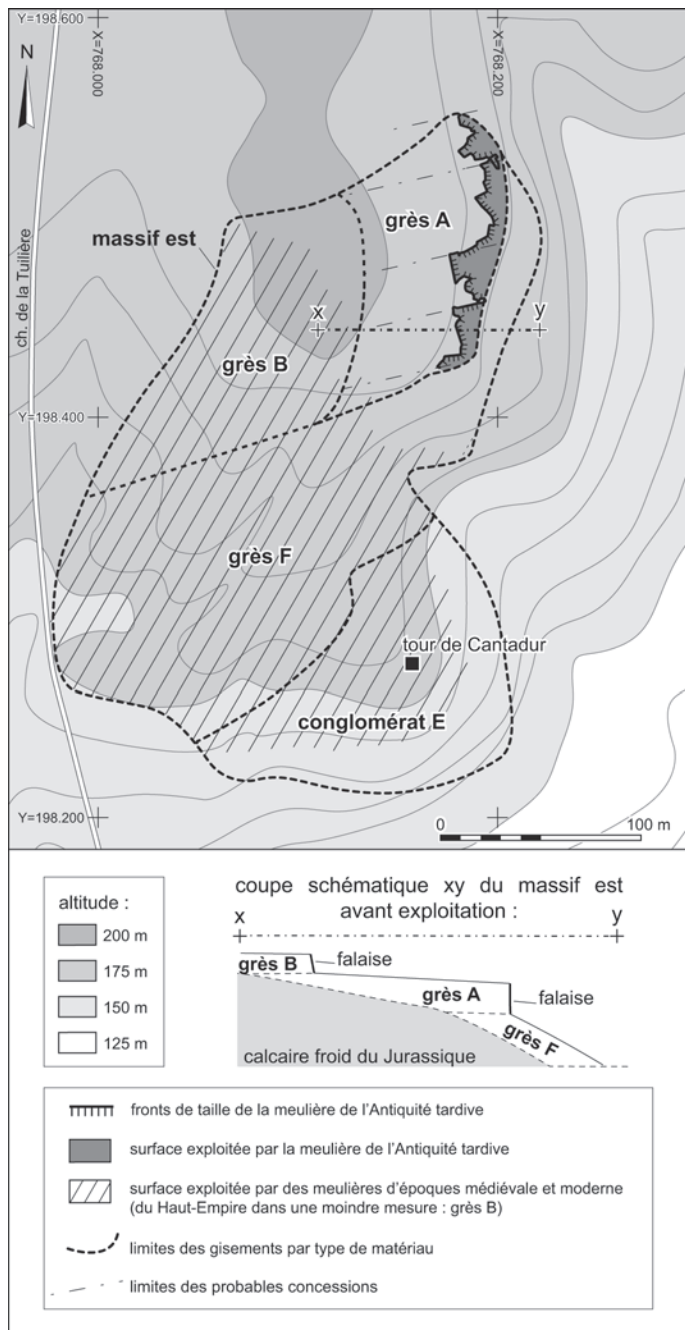 Y=198.600
X=768.000
X=768.200
N
massif est
grès A
ch. de la Tuilière
x
y
grès B
Y=198.400
grès F
tour de Cantadur
conglomérat E
Y=198.200
0
100 m
altitude :
200 m
175 m
150 m
125 m
coupe schématique xy du massif est
avant exploitation :
x
y
grès B
falaise
grès A
falaise
grès F
calcaire froid du Jurassique
fronts de taille de la meulière de l'Antiquité tardive
surface exploitée par la meulière de l'Antiquité tardive
surface exploitée par des meulières d'époques médiévale et moderne
(du Haut-Empire dans une moindre mesure : grès B)
limites des gisements par type de matériau
limites des probables concessions